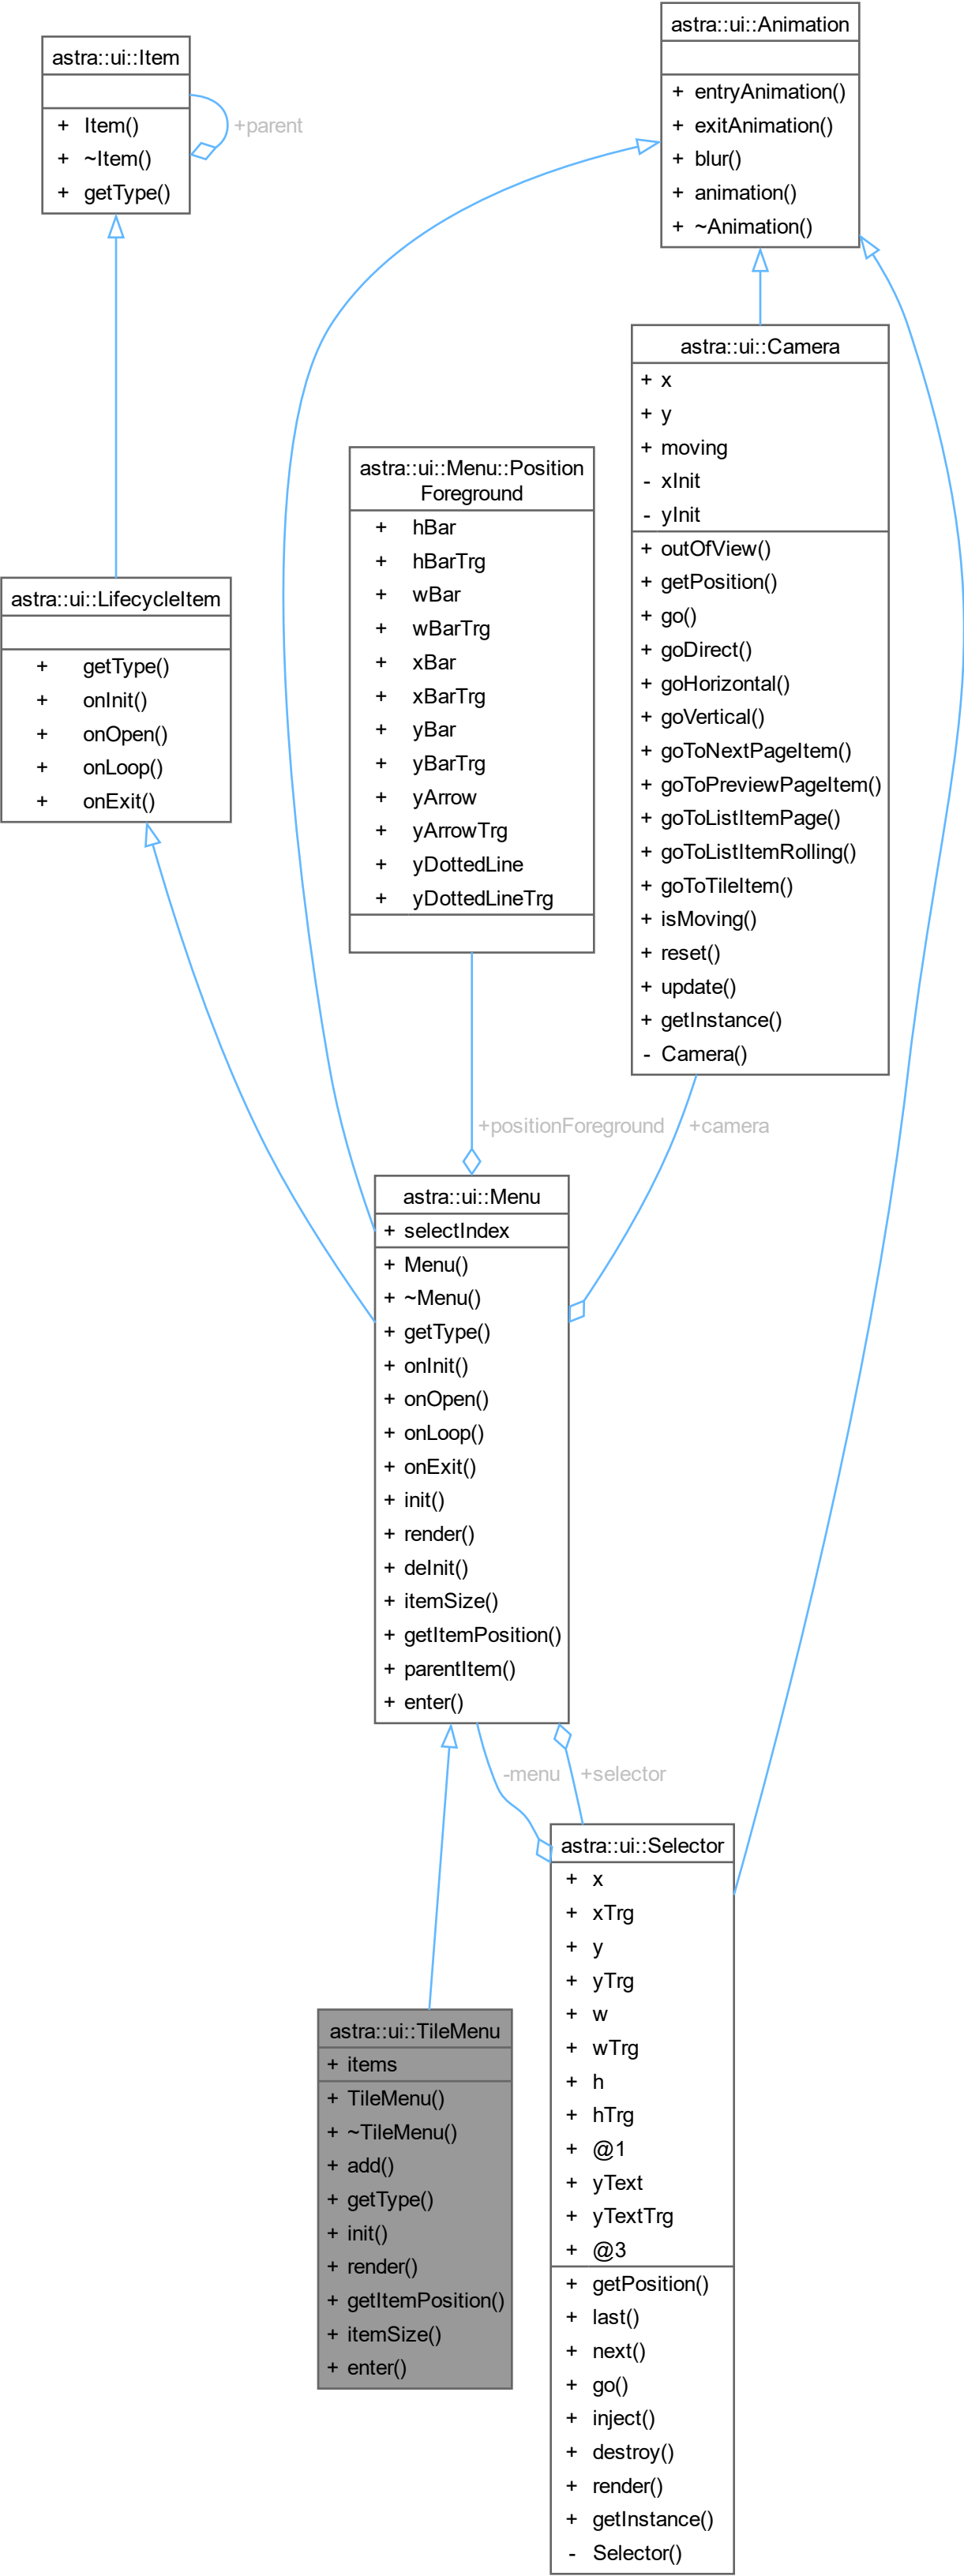 astra::ui::Item
+ Item()
+ ~Item()
+ getType()
+parent
astra::ui::Animation
+ entryAnimation()
+ exitAnimation()
+ blur()
+ animation()
+ ~Animation()
astra::ui::Camera
+ x
+ y
+ moving
- xInit
- yInit
+ outOfView()
+ getPosition()
+ go()
+ goDirect()
+ goHorizontal()
+ goVertical()
+ goToNextPageItem()
+ goToPreviewPageItem()
+ goToListItemPage()
+ goToListItemRolling()
+ goToTileItem()
+ isMoving()
+ reset()
+ update()
+ getInstance()
- Camera()
astra::ui::Menu::Position
Foreground
+ hBar
+ hBarTrg
+ wBar
+ wBarTrg
+ xBar
+ xBarTrg
+ yBar
+ yBarTrg
+ yArrow
+ yArrowTrg
+ yDottedLine
+ yDottedLineTrg
astra::ui::LifecycleItem
+ getType()
+ onInit()
+ onOpen()
+ onLoop()
+ onExit()
+positionForeground
+camera
astra::ui::Menu
+ selectIndex
+ Menu()
+ ~Menu()
+ getType()
+ onInit()
+ onOpen()
+ onLoop()
+ onExit()
+ init()
+ render()
+ deInit()
+ itemSize()
+ getItemPosition()
+ parentItem()
+ enter()
-menu
+selector
astra::ui::Selector
+ x
+ xTrg
+ y
+ yTrg
+ w
+ wTrg
+ h
+ hTrg
+ @1
+ yText
+ yTextTrg
+ @3
+ getPosition()
+ last()
+ next()
+ go()
+ inject()
+ destroy()
+ render()
+ getInstance()
- Selector()
astra::ui::TileMenu
+ items
+ TileMenu()
+ ~TileMenu()
+ add()
+ getType()
+ init()
+ render()
+ getItemPosition()
+ itemSize()
+ enter()